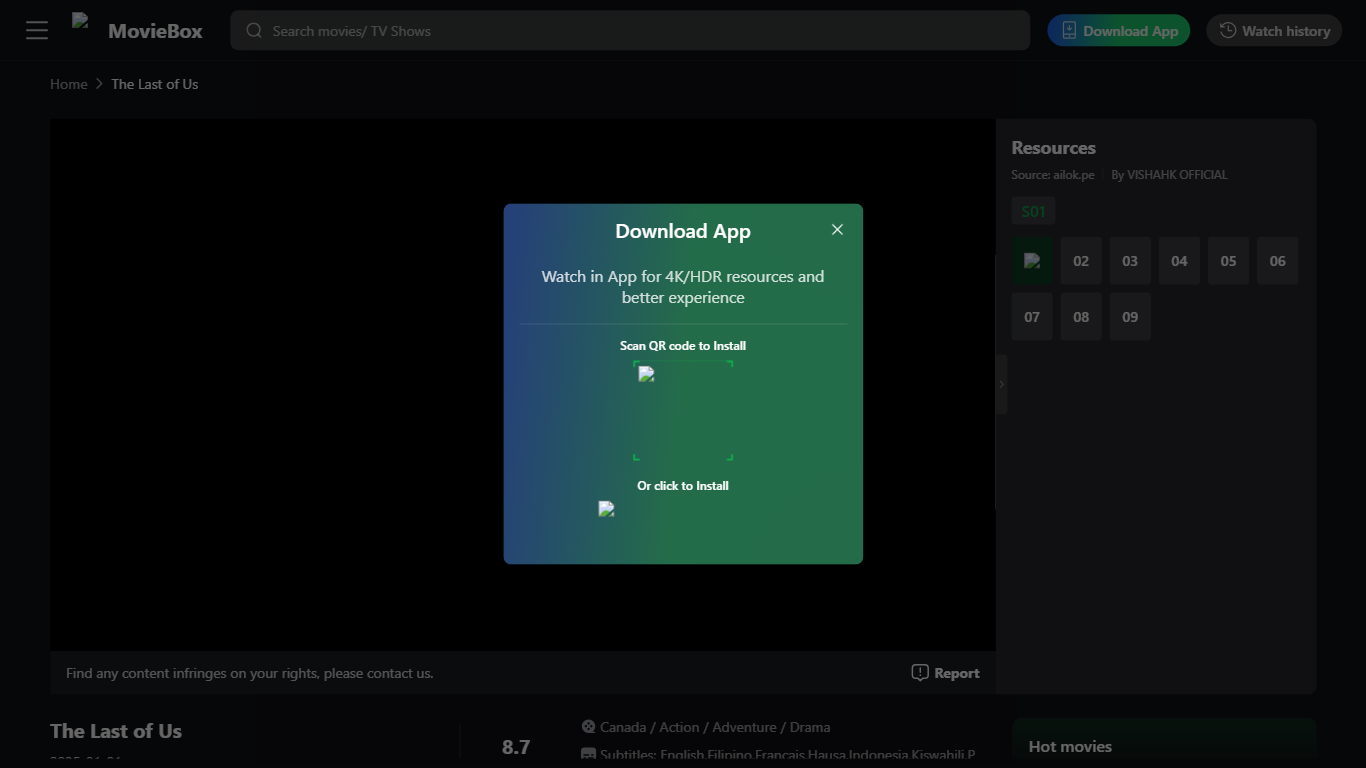 MovieBox
Search movies/ TV Shows
Download App
Watch history
Home > The Last of Us
Resources
Source: ailok.pe
By VISHAHK OFFICIAL
S01
02 03 04 05 06
07 08 09
Download App
Watch in App for 4K/HDR resources and
better experience
Scan QR code to Install
Or click to Install
Find any content infringes on your rights, please contact us.
Report
The Last of Us
8.7
Canada / Action / Adventure / Drama
Subtitles: English,Filipino,Français,Hausa,Indonesia,Kiswahili,P
Hot movies